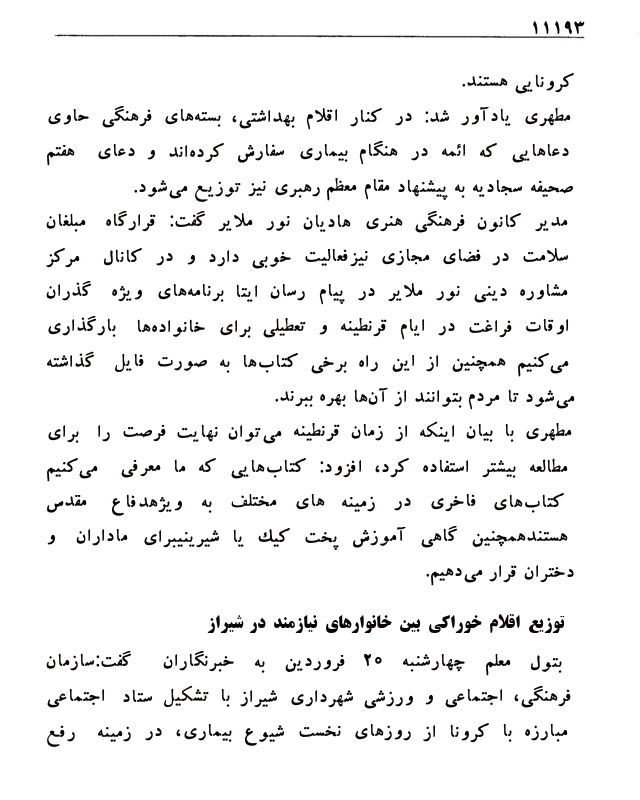 ۱۱۱۹۳
کرونایی هستند.
مطهری یادآور شد: در کنار اقلام بهداشتی، بسته‌های فرهنگی حاوی
دعاهایی که ائمه در هنگام بیماری سفارش کرده‌اند و دعای هفتم
صحیفه سجادیه به پیشنهاد مقام معظم رهبری نیز توزیع می‌شود.
مدیر کانون فرهنگی هنری هادیان نور ملایر گفت: قرارگاه مبلغان
سلامت در فضای مجازی نیزفعالیت خوبی دارد و در کانال مرکز
مشاوره دینی نور ملایر در پیام رسان ایتا برنامه‌های ویژه گذران
اوقات فراغت در ایام قرنطینه و تعطیلی برای خانواده‌ها بارگذاری
می‌کنیم همچنین از این راه برخی کتاب‌ها به صورت فایل گذاشته
می‌شود تا مردم بتوانند از آن‌ها بهره ببرند.
مطهری با بیان اینکه از زمان قرنطینه می‌توان نهایت فرصت را برای
مطالعه بیشتر استفاده کرد، افزود: کتاب‌هایی که ما معرفی می‌کنیم
کتاب‌های فاخری در زمینه های مختلف به ویژهدفاع مقدس
هستندهمچنین گاهی آموزش پخت کیك یا شیرینیبرای ماداران و
دختران قرار می‌دهیم.
توزیع اقلام خوراکی بین خانوارهای نیازمند در شیراز
بتول معلم چهارشنبه ۲۰ فروردین به خبرنگاران گفت:سازمان
فرهنگی، اجتماعی و ورزشی شهرداری شیراز با تشکیل ستاد اجتماعی
مبارزه با کرونا از روزهای نخست شیوع بیماری، در زمینه رفع